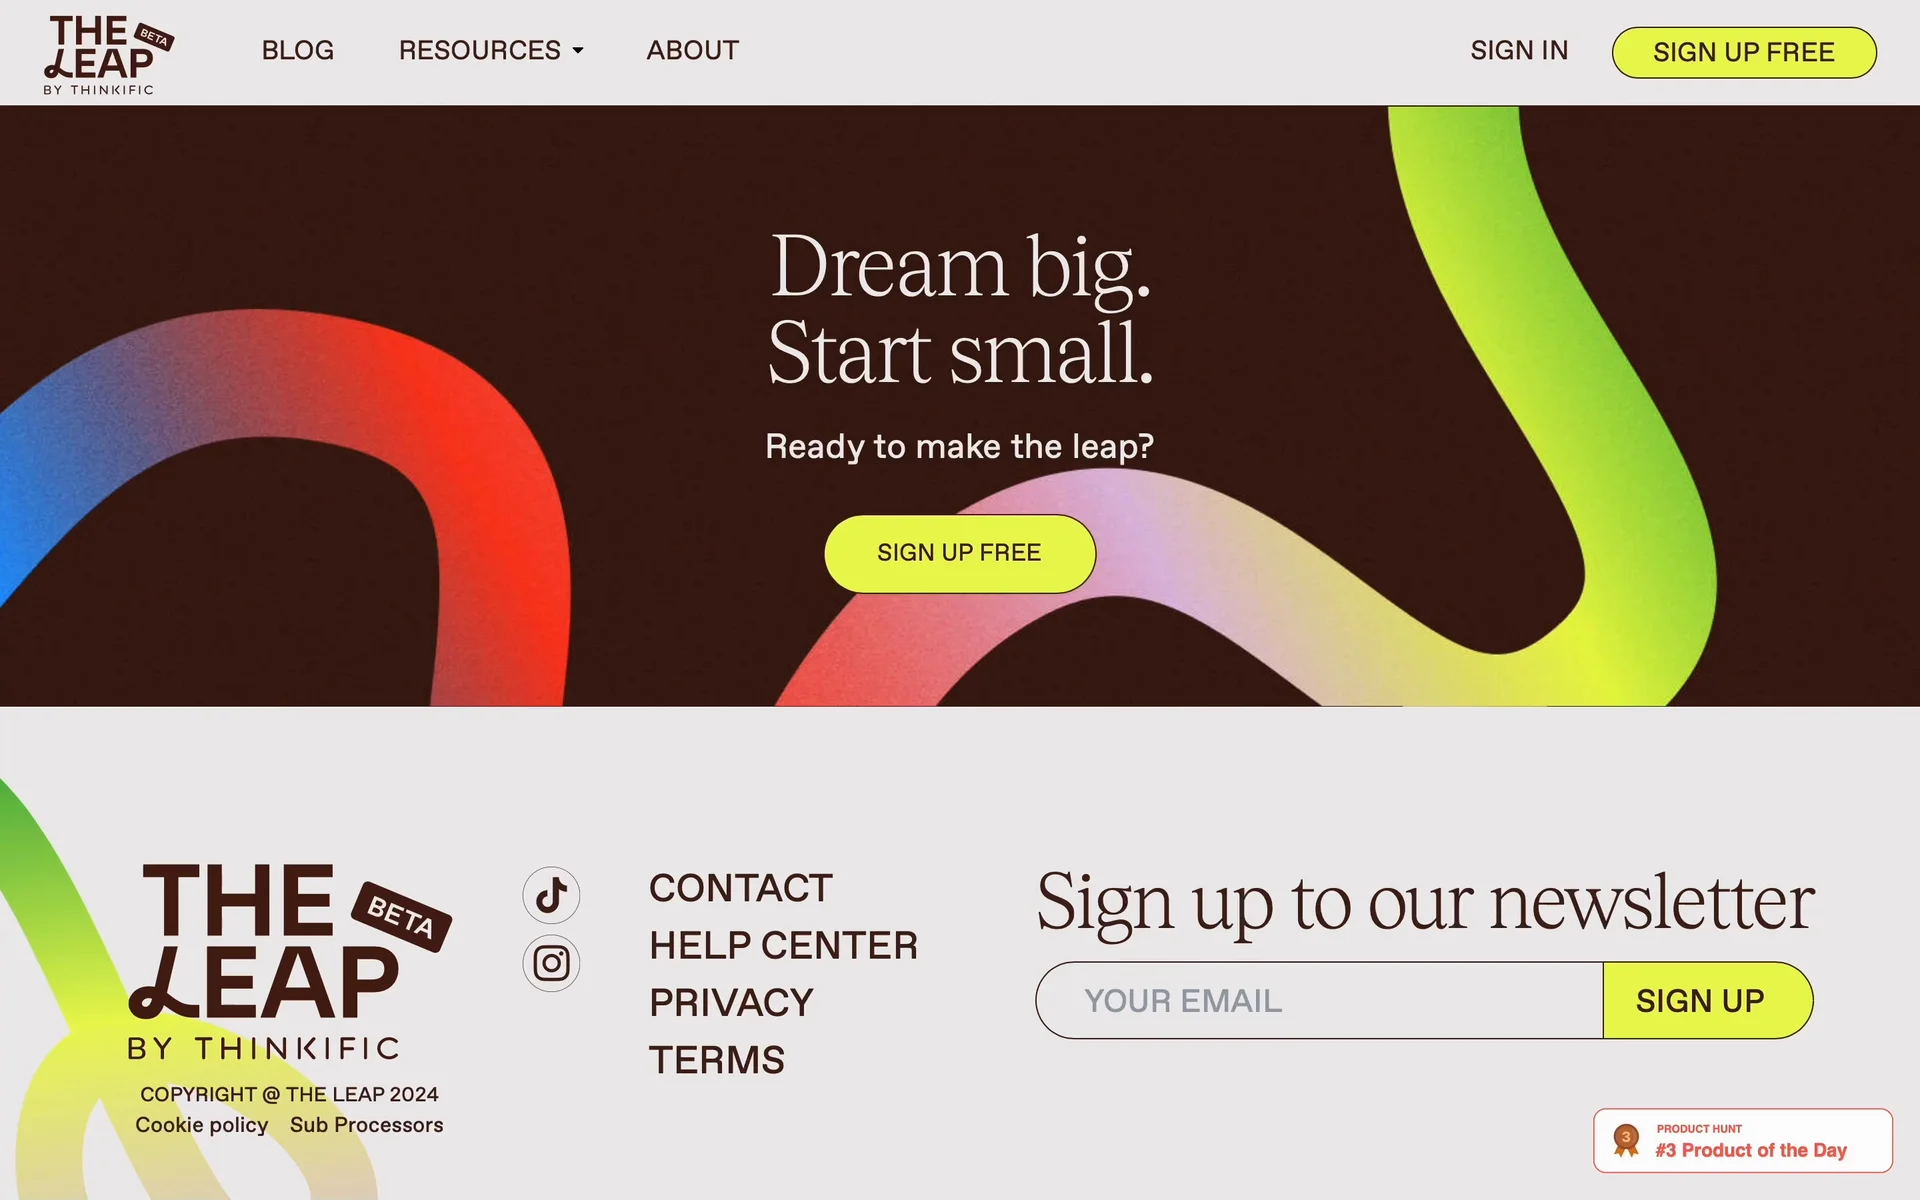 THE
LEAP
BETA
BY THINKIFIC
BLOG
RESOURCES
ABOUT
SIGN IN
SIGN UP FREE
Dream big.
Start small.
Ready to make the leap?
SIGN UP FREE
THE
LEAP
BETA
BY THINKIFIC
COPYRIGHT @ THE LEAP 2024
Cookie policy Sub Processors
CONTACT
HELP CENTER
PRIVACY
TERMS
Sign up to our newsletter
YOUR EMAIL
SIGN UP
3
PRODUCT HUNT
#3 Product of the Day